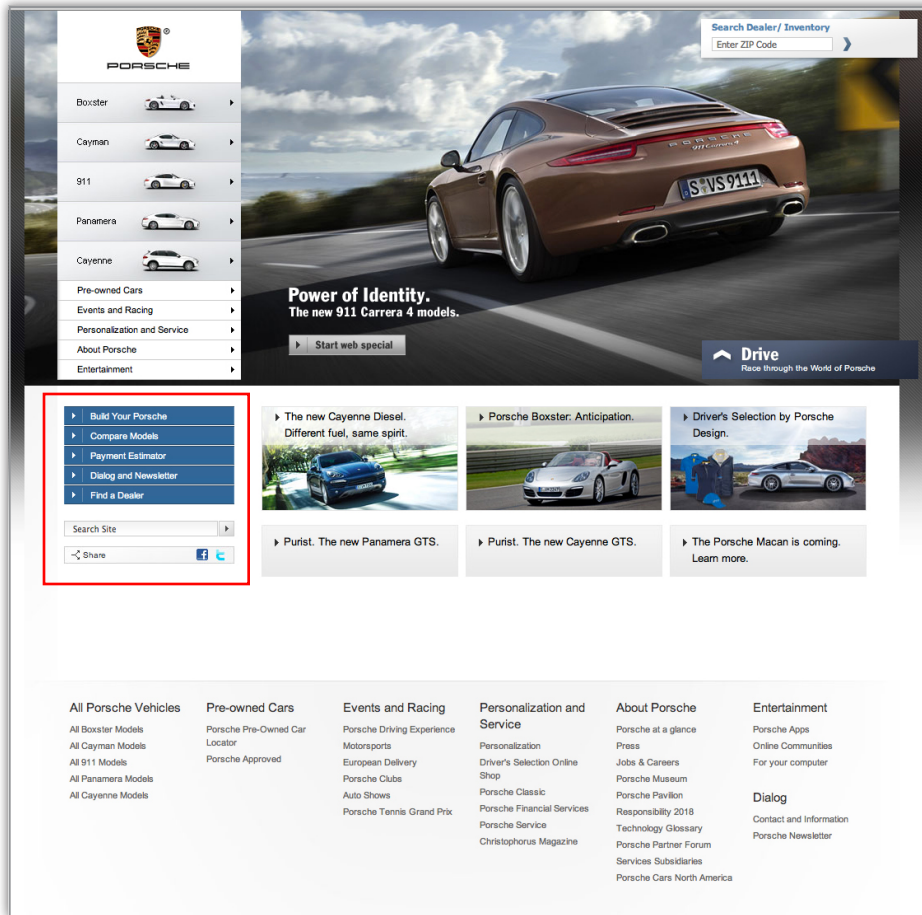 PORSCHE
Boxster
Cayman
911
Panamera
Cayenne
Pre-owned Cars
Events and Racing
Personalization and Service
About Porsche
Entertainment
Search Dealer/ Inventory
Enter ZIP Code
PORSCHE
911 Carrera 4
S VS 9111
Power of Identity.
The new 911 Carrera 4 models.
Start web special
Drive
Race through the World of Porsche
Build Your Porsche
Compare Models
Payment Estimator
Dialog and Newsletter
Find a Dealer
Search Site
Share
The new Cayenne Diesel.
Different fuel, same spirit.
Porsche Boxster: Anticipation.
Driver's Selection by Porsche
Design.
Purist. The new Panamera GTS.
Purist. The new Cayenne GTS.
The Porsche Macan is coming.
Learn more.
All Porsche Vehicles
All Boxster Models
All Cayman Models
All 911 Models
All Panamera Models
All Cayenne Models
Pre-owned Cars
Porsche Pre-Owned Car
Locator
Porsche Approved
Events and Racing
Porsche Driving Experience
Motorsports
European Delivery
Porsche Clubs
Auto Shows
Porsche Tennis Grand Prix
Personalization and
Service
Personalization
Driver's Selection Online
Shop
Porsche Classic
Porsche Financial Services
Porsche Service
Christophorus Magazine
About Porsche
Porsche at a glance
Press
Jobs & Careers
Porsche Museum
Porsche Pavilion
Responsibility 2018
Technology Glossary
Porsche Partner Forum
Services Subsidiaries
Porsche Cars North America
Entertainment
Porsche Apps
Online Communities
For your computer
Dialog
Contact and Information
Porsche Newsletter